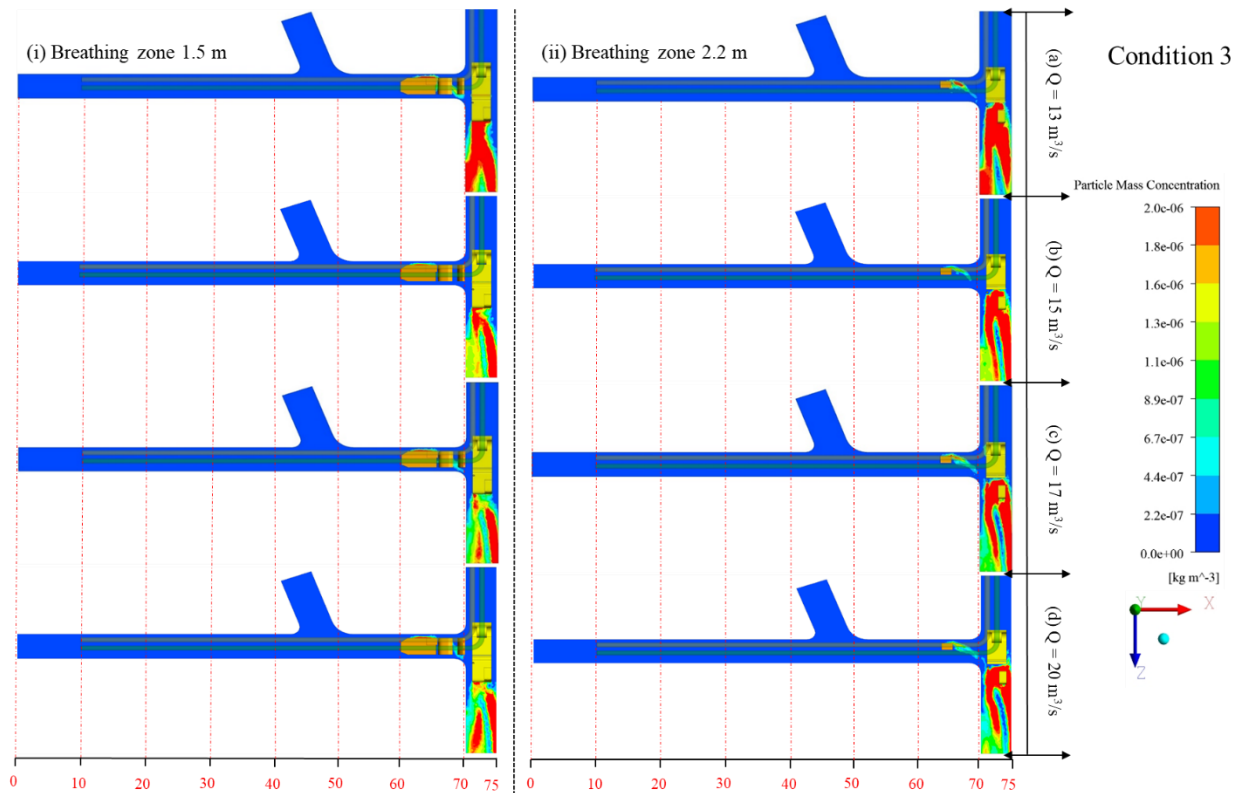 (i) Breathing zone 1.5 m
(ii) Breathing zone 2.2 m
Condition 3
(a) Q = 13 m³/s
(b) Q = 15 m³/s
(c) Q = 17 m³/s
(d) Q = 20 m³/s
Particle Mass Concentration
2.0e-06
1.8e-06
1.6e-06
1.3e-06
1.1e-06
8.9e-07
6.7e-07
4.4e-07
2.2e-07
0.0e+00
[kg m^-3]
Y X
Z
0 10 20 30 40 50 60 70 75
0 10 20 30 40 50 60 70 75